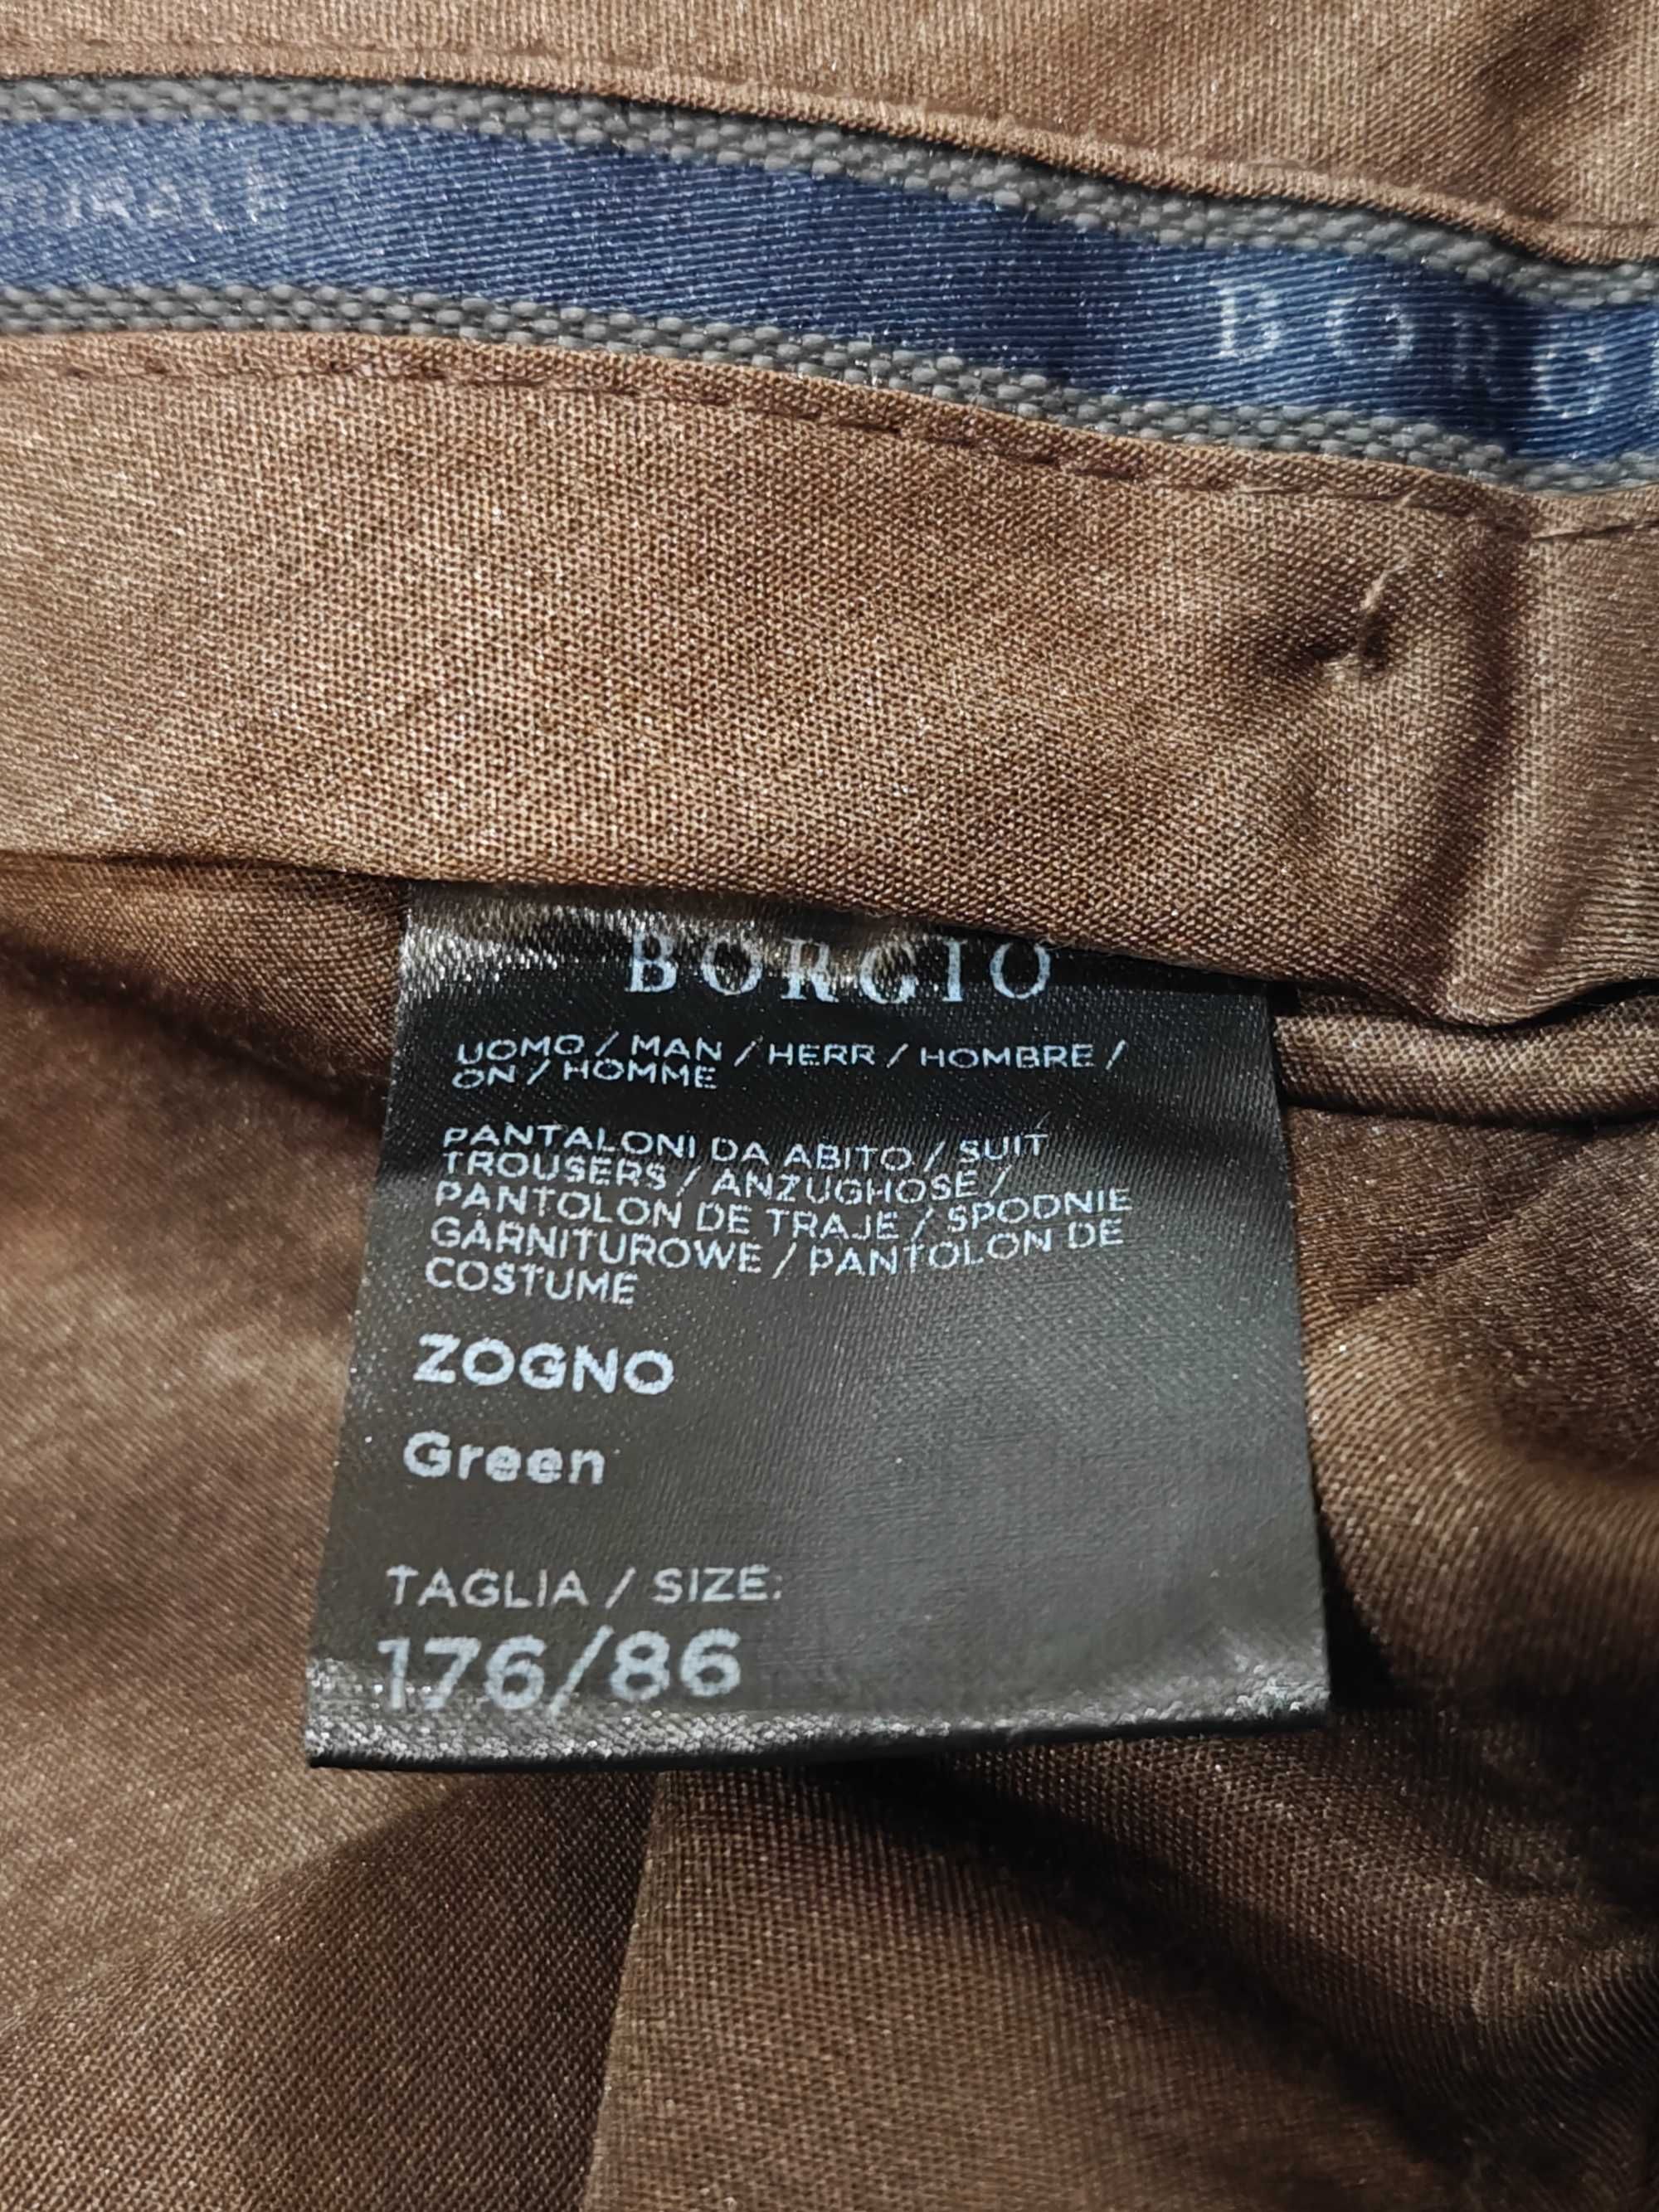 BORG
BORGIO
UOMO / MAN / HERR / HOMBRE /
ON / HOMME
PANTALONI DA ABITO / SUIT
TROUSERS / ANZUGHOSE /
PANTOLON DE TRAJE / SPODNIE
GARNITUROWE / PANTOLON DE
COSTUME
ZOGNO
Green
TAGLIA / SIZE:
176/86